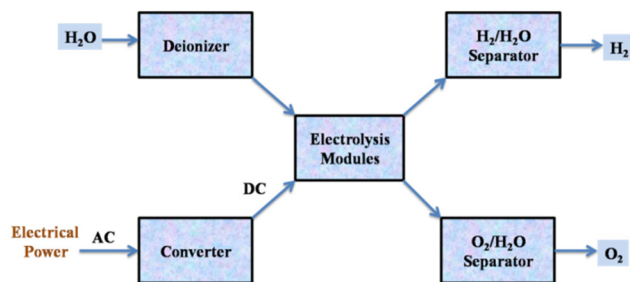 H₂O
Deionizer
H₂/H₂O
Separator
H₂
Electrolysis
Modules
DC
Electrical
Power
AC
Converter
O₂/H₂O
Separator
O₂